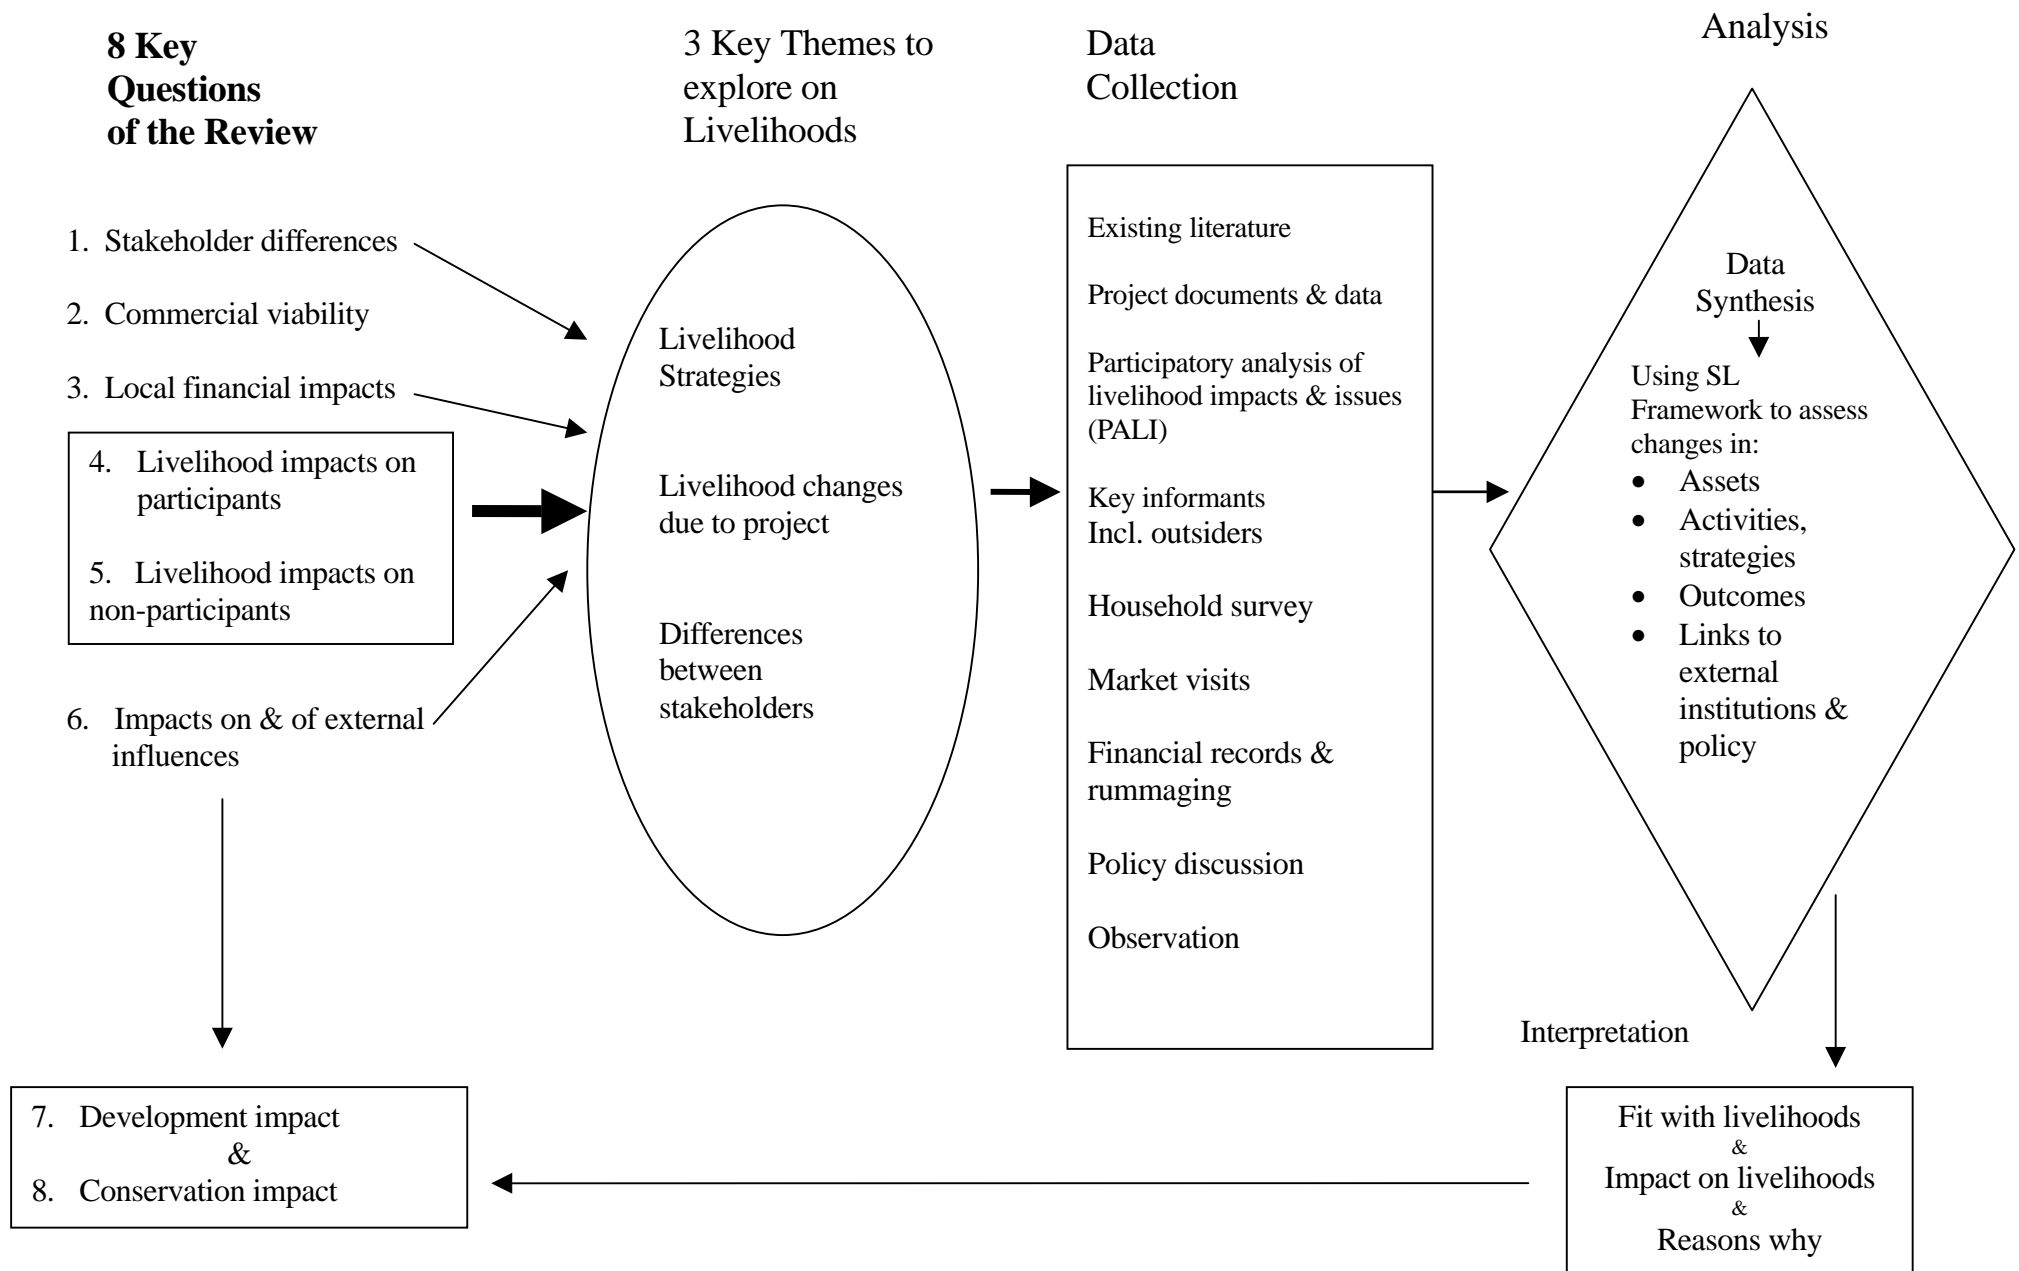 8 Key
Questions
of the Review
3 Key Themes to
explore on
Livelihoods
Data
Collection
Analysis
1. Stakeholder differences
2. Commercial viability
3. Local financial impacts
4. Livelihood impacts on
participants
5. Livelihood impacts on
non-participants
6. Impacts on & of external
influences
7. Development impact
&
8. Conservation impact
Livelihood
Strategies
Livelihood changes
due to project
Differences
between
stakeholders
Existing literature
Project documents & data
Participatory analysis of
livelihood impacts & issues
(PALI)
Key informants
Incl. outsiders
Household survey
Market visits
Financial records &
rummaging
Policy discussion
Observation
Data
Synthesis
Using SL
Framework to assess
changes in:
• Assets
• Activities,
strategies
• Outcomes
• Links to
external
institutions &
policy
Interpretation
Fit with livelihoods
&
Impact on livelihoods
&
Reasons why